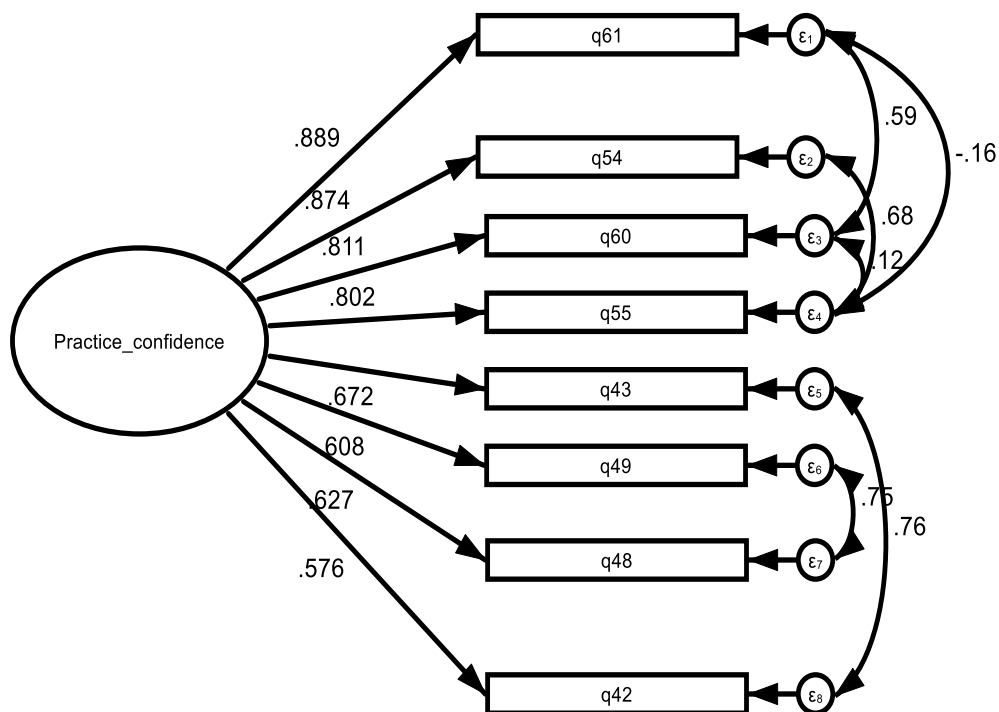 q61
ε1
.889
.59
-.16
q54
ε2
.874
.68
.811
q60
ε3
.12
.802
q55
ε4
Practice_confidence
q43
ε5
.672
q49
ε6
.608
.75
.627
.76
q48
ε7
.576
q42
ε8